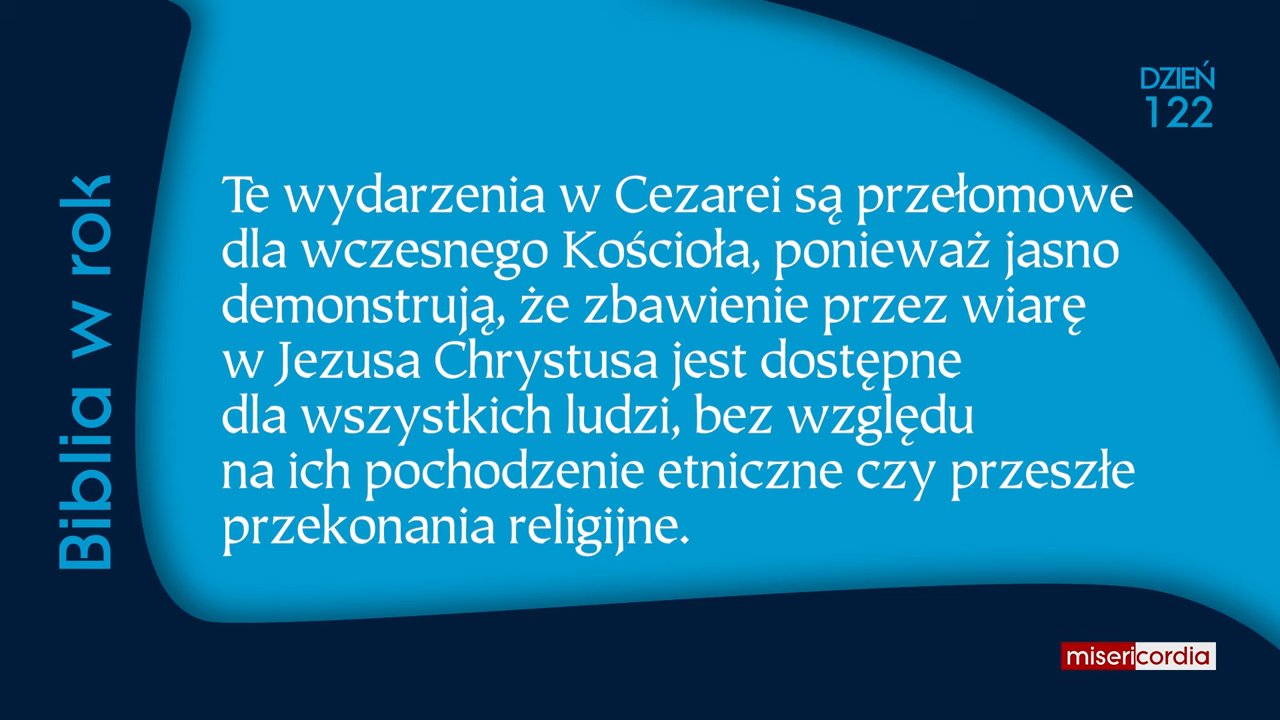 DZIEŃ
122
Biblia w rok
Te wydarzenia w Cezarei są przełomowe
dla wczesnego Kościoła, ponieważ jasno
demonstrują, że zbawienie przez wiarę
w Jezusa Chrystusa jest dostępne
dla wszystkich ludzi, bez względu
na ich pochodzenie etniczne czy przeszłe
przekonania religijne.
misericordia